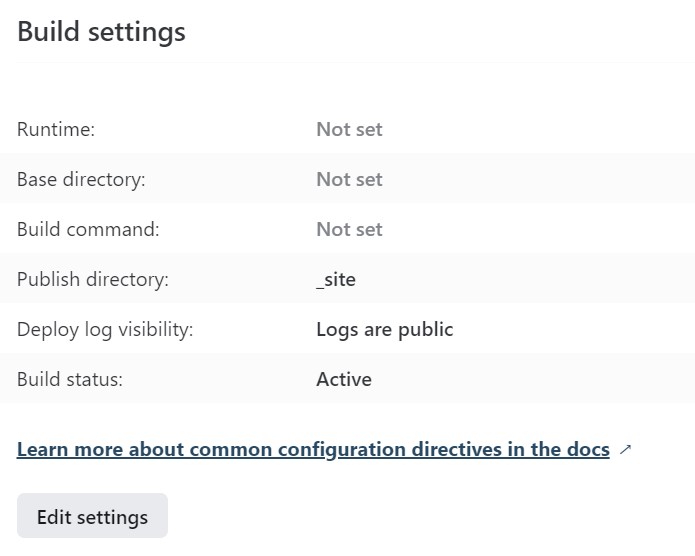 Build settings
Runtime: Not set
Base directory: Not set
Build command: Not set
Publish directory: _site
Deploy log visibility: Logs are public
Build status: Active
Learn more about common configuration directives in the docs ↗
Edit settings